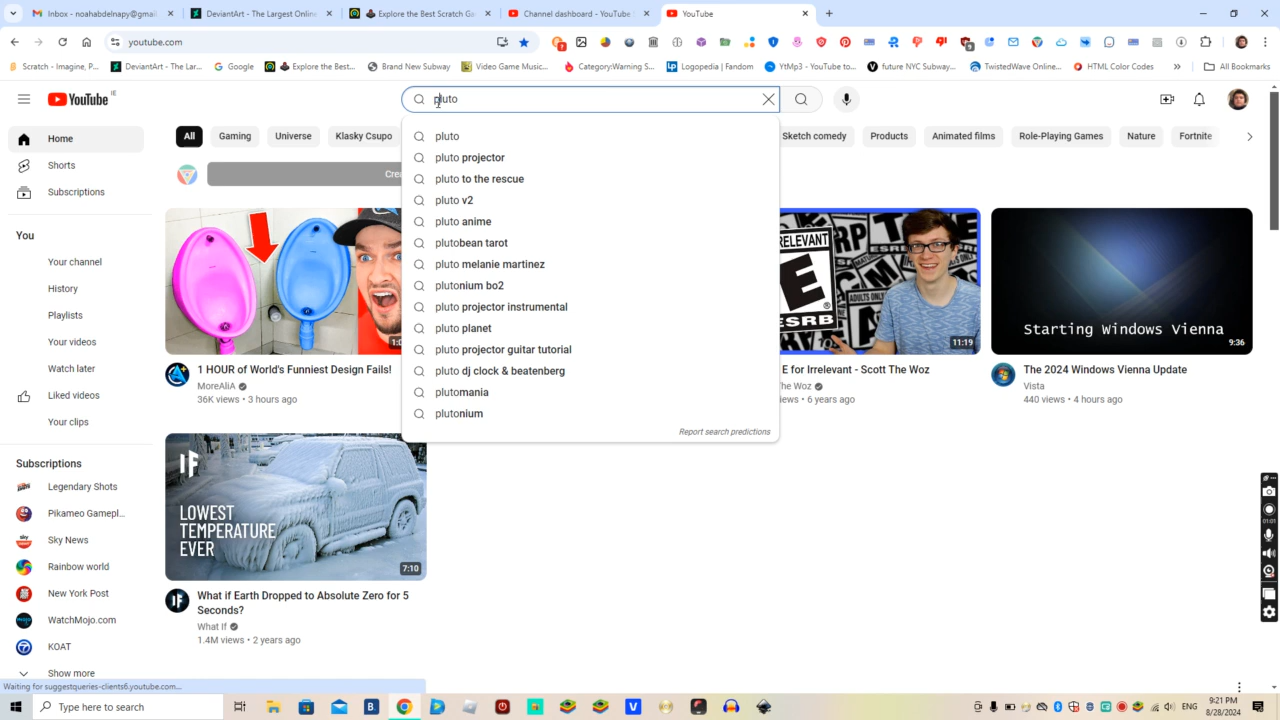 Inbox - noahabdelnapy@gmail
DeviantArt - The Largest Online
Explore the Best Scratch Ga
Channel dashboard - YouTube
YouTube
youtube.com
Scratch - Imagine, P...
DeviantArt - The Lar...
Google
Explore the Best...
Brand New Subway
Video Game Music...
Category:Warning S...
Logopedia | Fandom
YtMp3 - YouTube to...
future NYC Subway...
TwistedWave Online...
HTML Color Codes
All Bookmarks
YouTube IE
pluto
All
Gaming
Universe
Klasky Csupo
Sketch comedy
Products
Animated films
Role-Playing Games
Nature
Fortnite
Home
Shorts
Subscriptions
You
Your channel
History
Playlists
Your videos
Watch later
Liked videos
Your clips
Subscriptions
Legendary Shots
Pikameo Gamepl...
Sky News
Rainbow world
New York Post
WatchMojo.com
KOAT
Show more
pluto
pluto projector
pluto to the rescue
pluto v2
pluto anime
plutobean tarot
pluto melanie martinez
plutonium bo2
pluto projector instrumental
pluto planet
pluto projector guitar tutorial
pluto dj clock & beatenberg
plutomania
plutonium
Report search predictions
1 HOUR of World's Funniest Design Fails!
MoreAliA
36K views • 3 hours ago
RELEVANT
ESRB
11:19
E for Irrelevant - Scott The Woz
he Woz
iews • 6 years ago
Starting Windows Vienna
9:36
The 2024 Windows Vienna Update
Vista
440 views • 4 hours ago
IF
LOWEST
TEMPERATURE
EVER
7:10
What if Earth Dropped to Absolute Zero for 5
Seconds?
What If
1.4M views • 2 years ago
01:01
Waiting for suggestqueries-clients6.youtube.com...
Type here to search
9:21 PM
8/28/2024